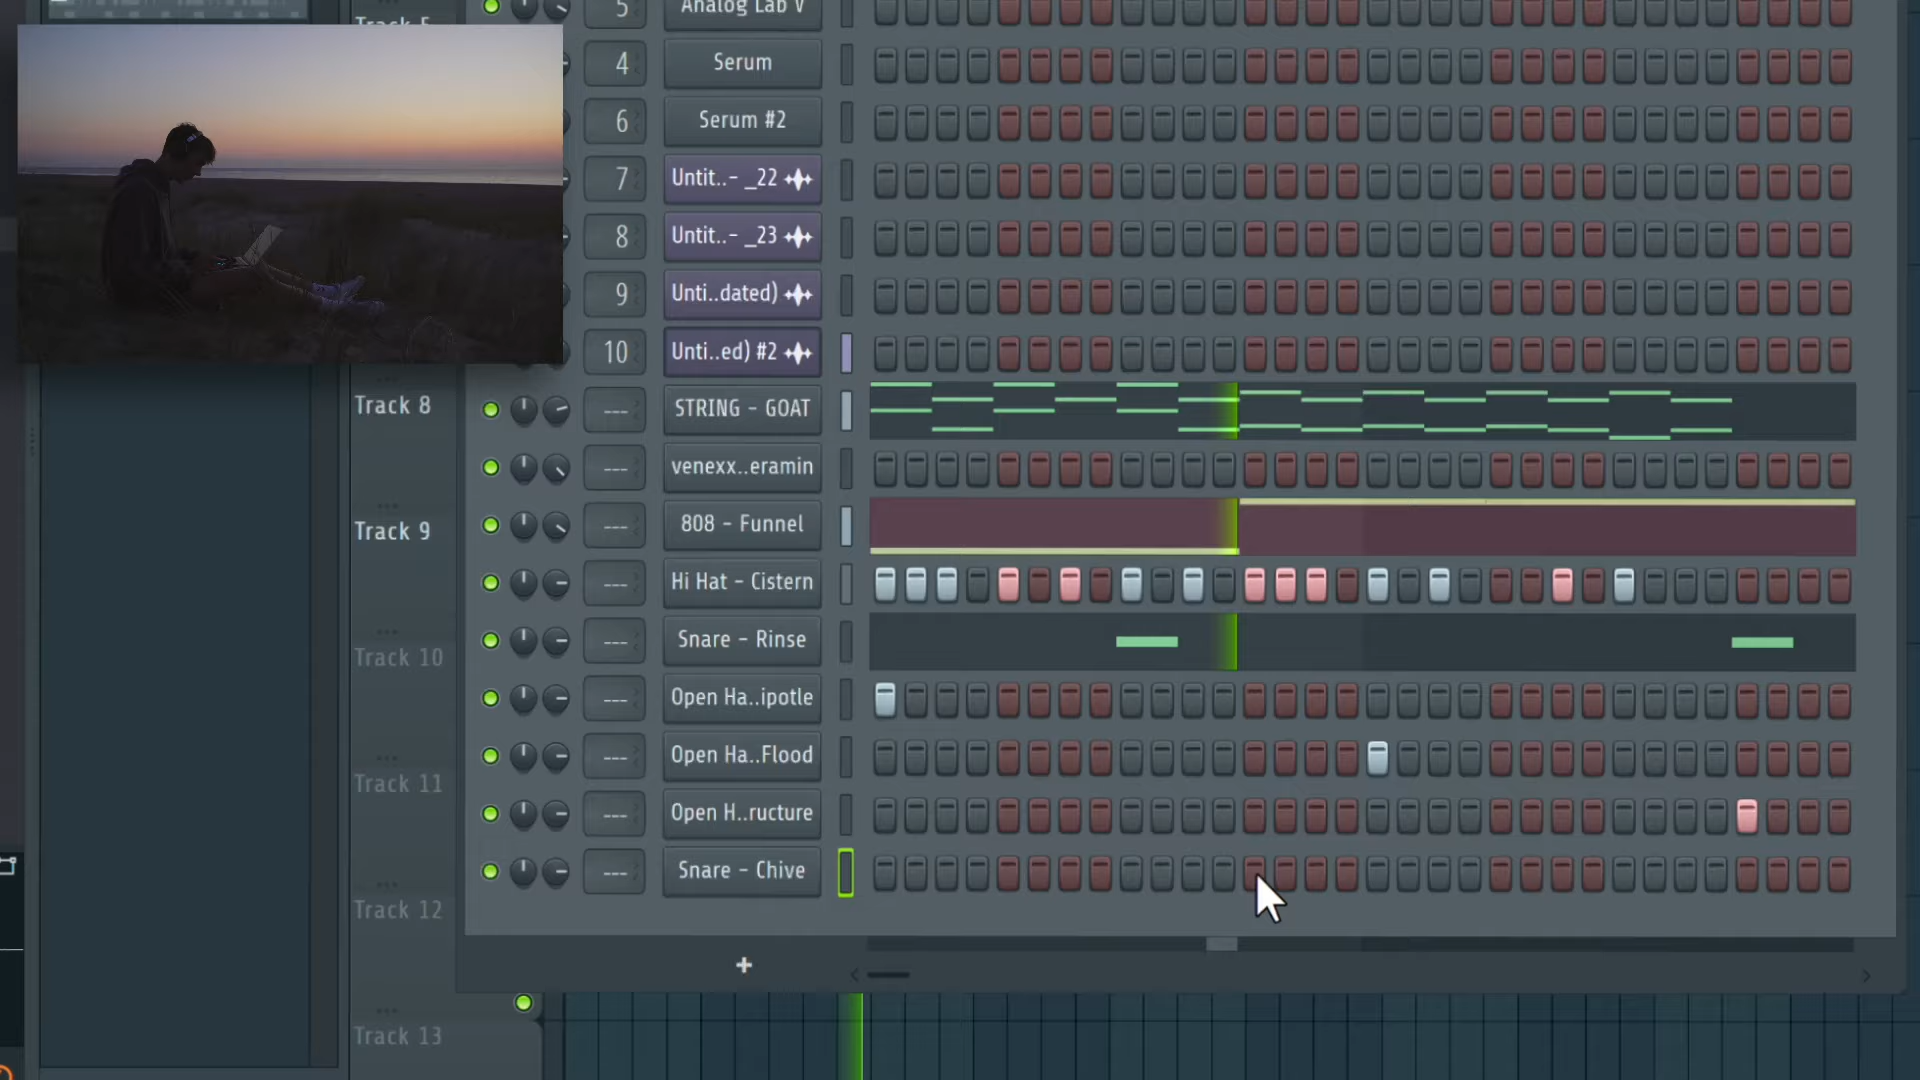 Track 5
5 Analog Lab V
4 Serum
6 Serum #2
7 Untit..- _22
8 Untit..- _23
9 Unti..dated)
10 Unti..ed) #2
Track 8 --- STRING - GOAT
--- venexx..eramin
Track 9 --- 808 - Funnel
--- Hi Hat - Cistern
Track 10 --- Snare - Rinse
--- Open Ha..ipotle
Track 11 --- Open Ha..Flood
--- Open H..ructure
Track 12 --- Snare - Chive
+
Track 13